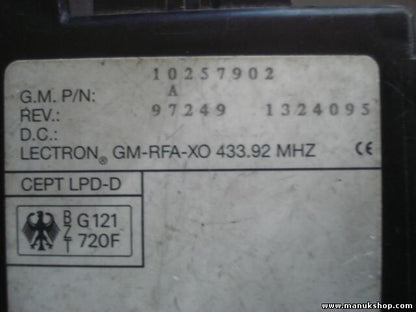 10257902
G.M. P/N:
A
REV.:
97249 1324095
D.C.:
LECTRON® GM-RFA-XO 433.92 MHZ CE
CEPT LPD-D
BZT G121
720F
www.manukshop.com